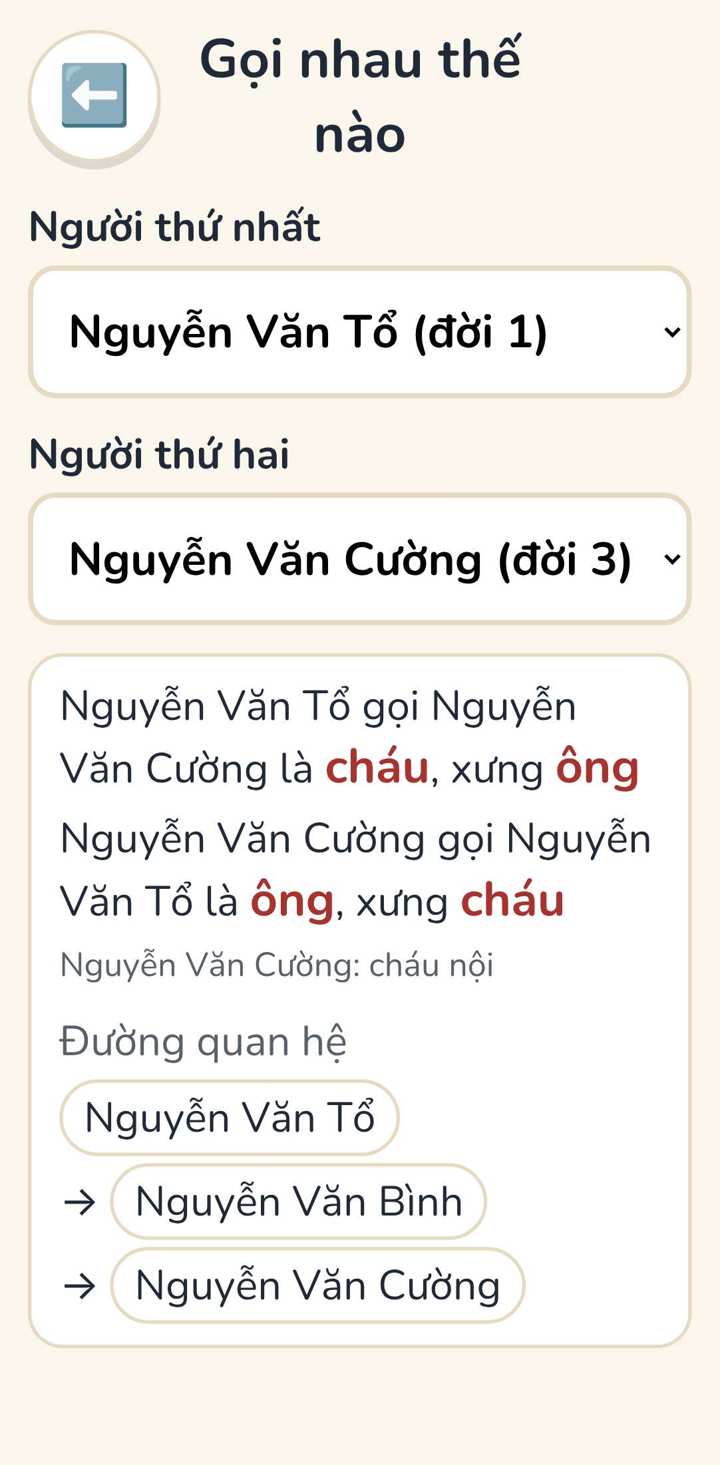 Gọi nhau thế
nào
Người thứ nhất
Nguyễn Văn Tổ (đời 1)
Người thứ hai
Nguyễn Văn Cường (đời 3)
Nguyễn Văn Tổ gọi Nguyễn
Văn Cường là cháu, xưng ông
Nguyễn Văn Cường gọi Nguyễn
Văn Tổ là ông, xưng cháu
Nguyễn Văn Cường: cháu nội
Đường quan hệ
Nguyễn Văn Tổ
→ Nguyễn Văn Bình
→ Nguyễn Văn Cường